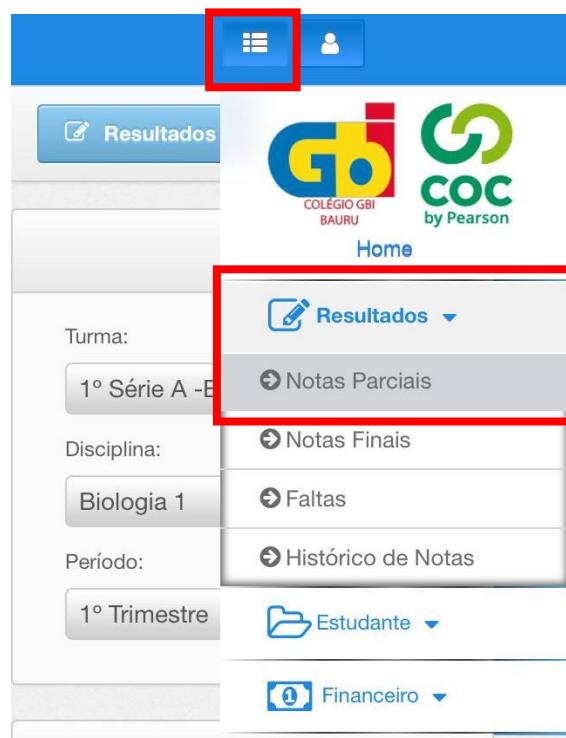 Resultados
Gbi
COLÉGIO GBI
BAURU
COC
by Pearson
Home
Resultados
Notas Parciais
Notas Finais
Faltas
Histórico de Notas
Estudante
1
Financeiro
Turma:
1º Série A -E
Disciplina:
Biologia 1
Período:
1º Trimestre